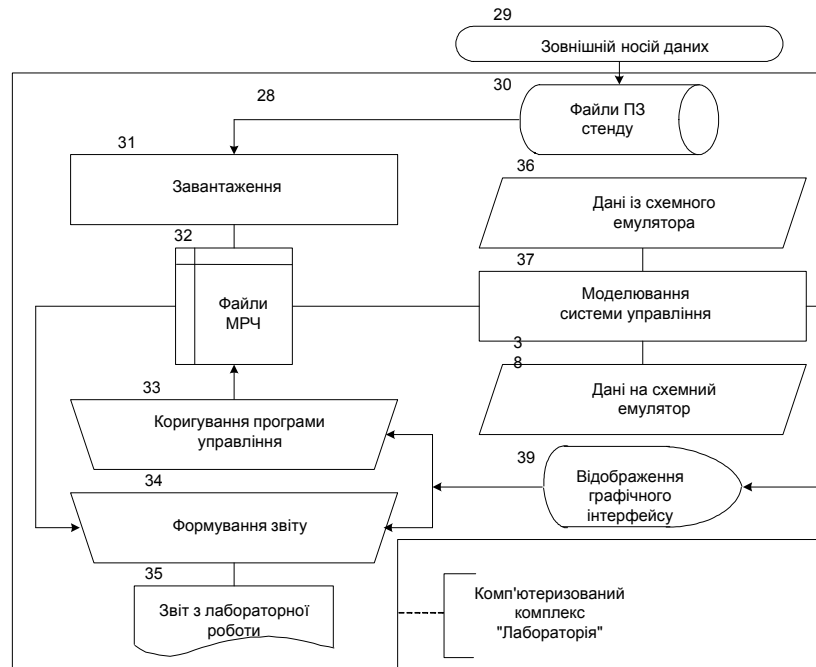 29
Зовнішній носій даних
30
Файли ПЗ
стенду
28
31
Завантаження
36
Дані із схемного
емулятора
32
Файли
МРЧ
37
Моделювання
системи управління
3
8
Дані на схемний
емулятор
33
Коригування програми
управління
39
Відображення
графічного
інтерфейсу
34
Формування звіту
35
Звіт з лабораторної
роботи
Комп'ютеризований
комплекс
"Лабораторія"